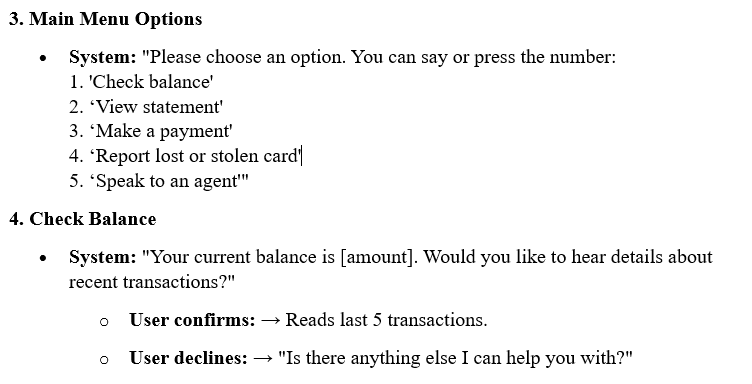 3. Main Menu Options
• System: "Please choose an option. You can say or press the number:
1. 'Check balance'
2. ‘View statement'
3. ‘Make a payment'
4. ‘Report lost or stolen card'
5. ‘Speak to an agent'"
4. Check Balance
• System: "Your current balance is [amount]. Would you like to hear details about
recent transactions?"
o User confirms: → Reads last 5 transactions.
o User declines: → "Is there anything else I can help you with?"